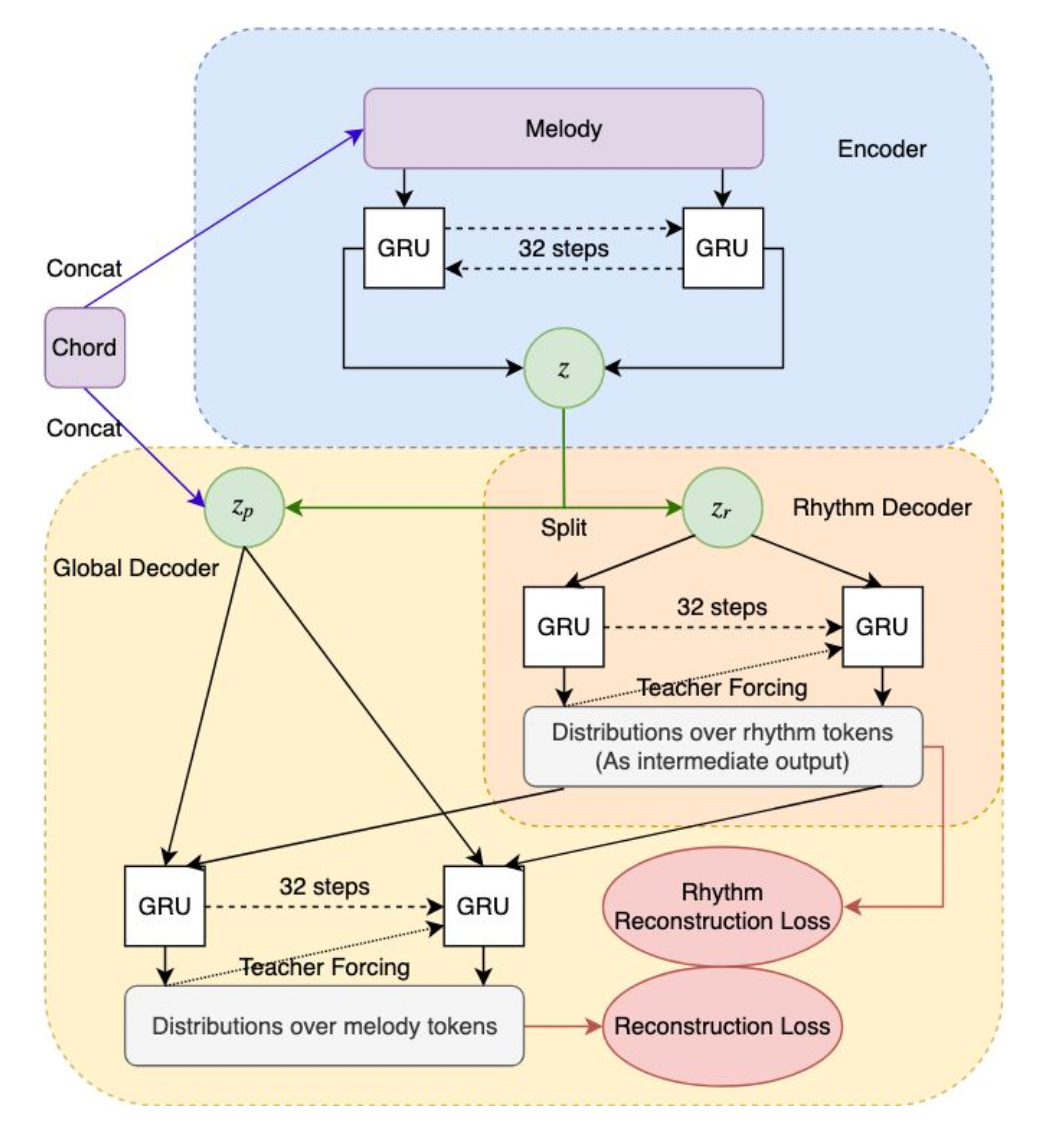 Melody
Encoder
GRU
32 steps
GRU
Concat
Chord
z
Concat
zₚ
zᵣ
Rhythm Decoder
Split
Global Decoder
GRU
32 steps
GRU
Teacher Forcing
Distributions over rhythm tokens
(As intermediate output)
GRU
32 steps
GRU
Rhythm
Reconstruction Loss
Teacher Forcing
Distributions over melody tokens
Reconstruction Loss